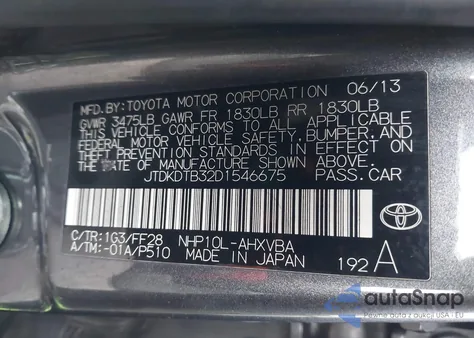 MFD.BY:TOYOTA MOTOR CORPORATION 06/13
GVWR 3475LB GAWR FR 1830LB RR 1830LB
THIS VEHICLE CONFORMS TO ALL APPLICABLE
FEDERAL MOTOR VEHICLE SAFETY, BUMPER, AND
THEFT PREVENTION STANDARDS IN EFFECT ON
THE DATE OF MANUFACTURE SHOWN ABOVE.
JTDKDTB32D1546675 PASS.CAR
C/TR:1G3/FF28 NHP10L-AHXVBA
A/TM:-01A/P510 MADE IN JAPAN 192A
TOYOTA
autoSnap